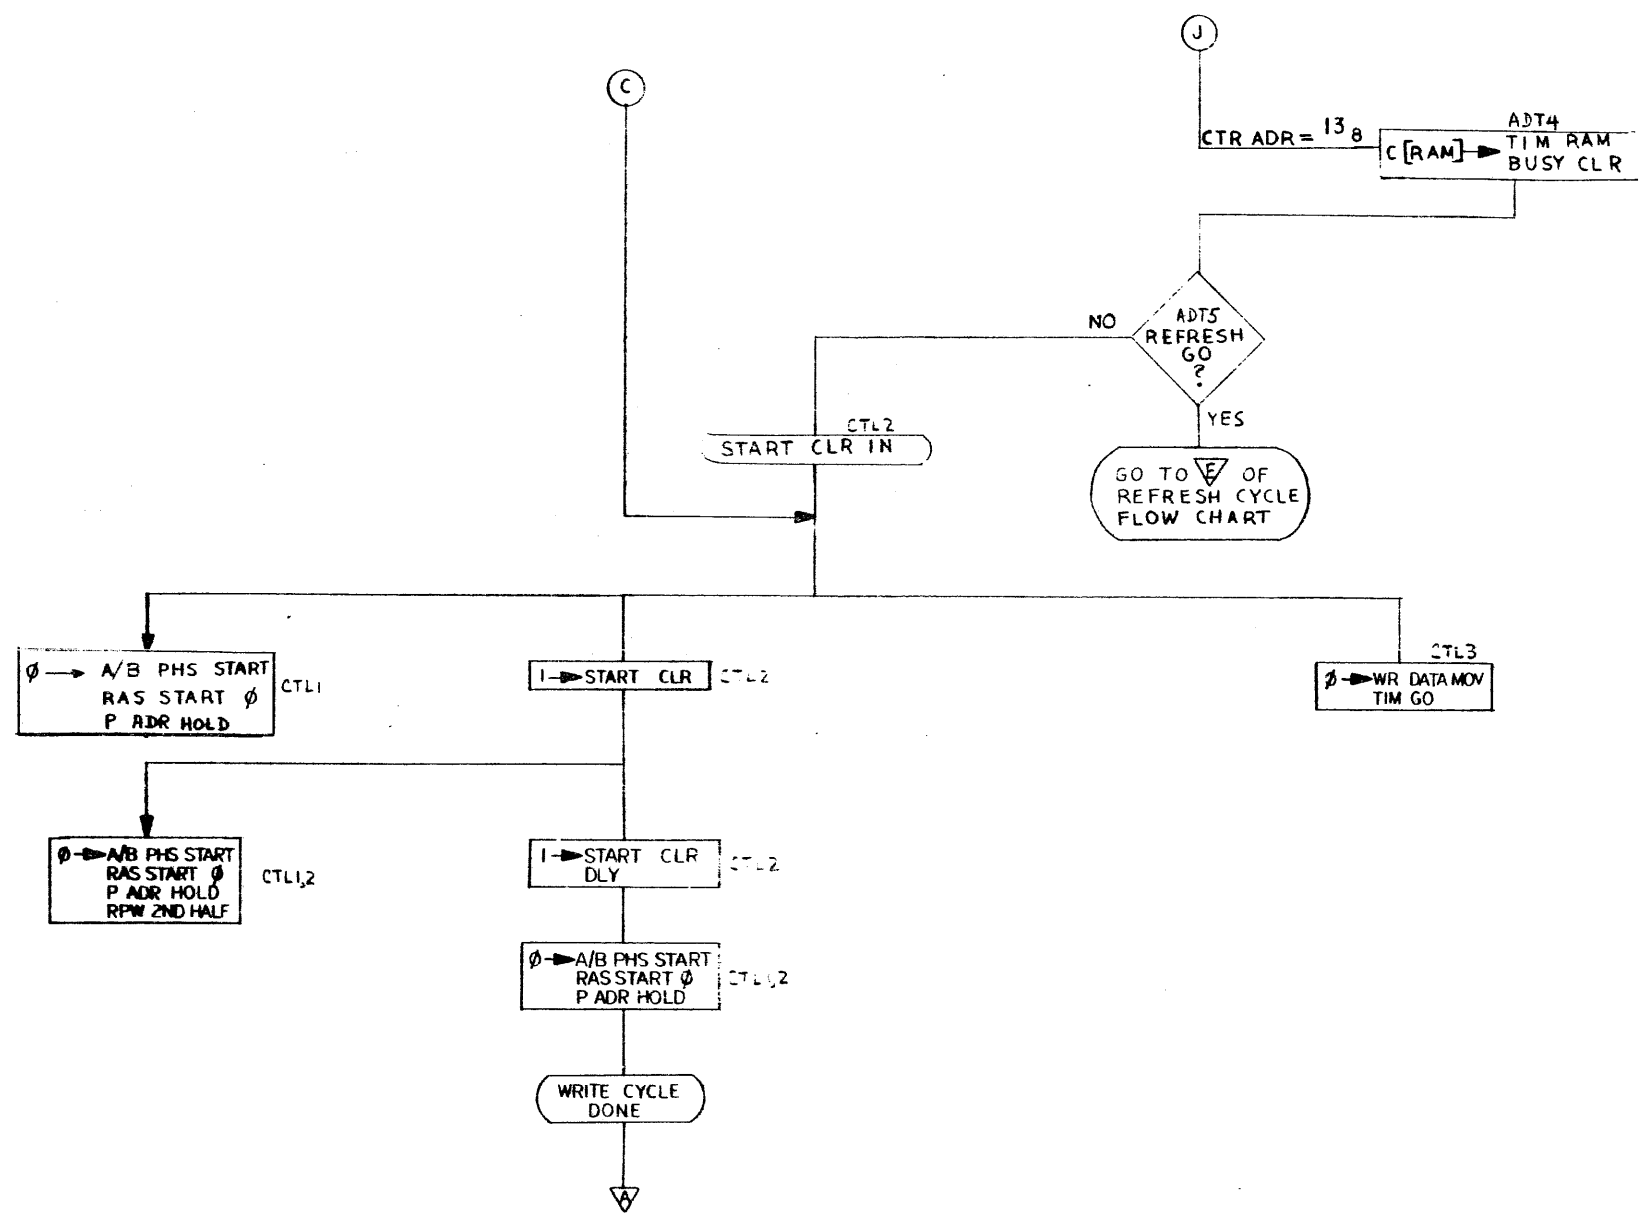 J
C
CTR ADR = 13 8
ADT4
C [RAM] → TIM RAM
BUSY CLR
ADT5
REFRESH
GO
?
NO
YES
CTL2
START CLR IN
GO TO E OF
REFRESH CYCLE
FLOW CHART
Ø → A/B PHS START
RAS START Ø
P ADR HOLD
CTL1
1 → START CLR
CTL2
CTL3
Ø → WR DATA MOV
TIM GO
Ø → A/B PHS START
RAS START Ø
P ADR HOLD
RPW 2ND HALF
CTL1,2
1 → START CLR
DLY
CTL2
Ø → A/B PHS START
RAS START Ø
P ADR HOLD
CTL1,2
WRITE CYCLE
DONE
A